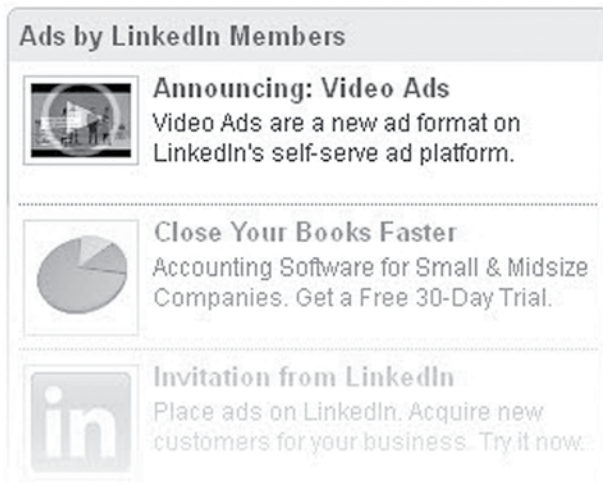 Ads by LinkedIn Members
Announcing: Video Ads
Video Ads are a new ad format on
LinkedIn's self-serve ad platform.
Close Your Books Faster
Accounting Software for Small & Midsize
Companies. Get a Free 30-Day Trial.
Invitation from LinkedIn
in
Place ads on LinkedIn. Acquire new
customers for your business. Try it now.